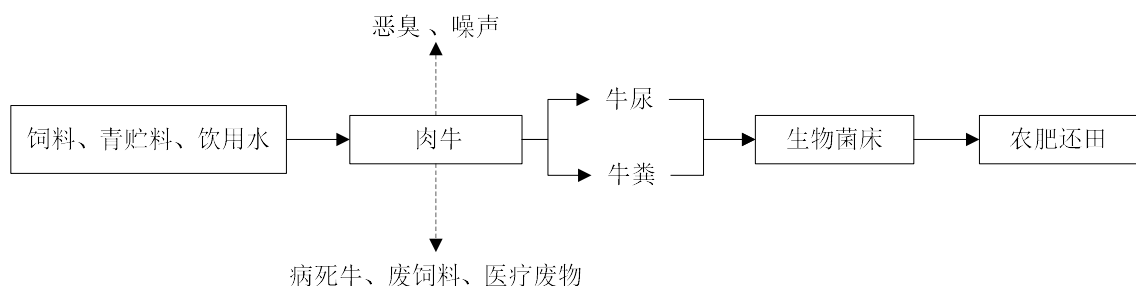 恶臭、噪声
饲料、青贮料、饮用水
肉牛
牛尿
牛粪
生物菌床
农肥还田
病死牛、废饲料、医疗废物